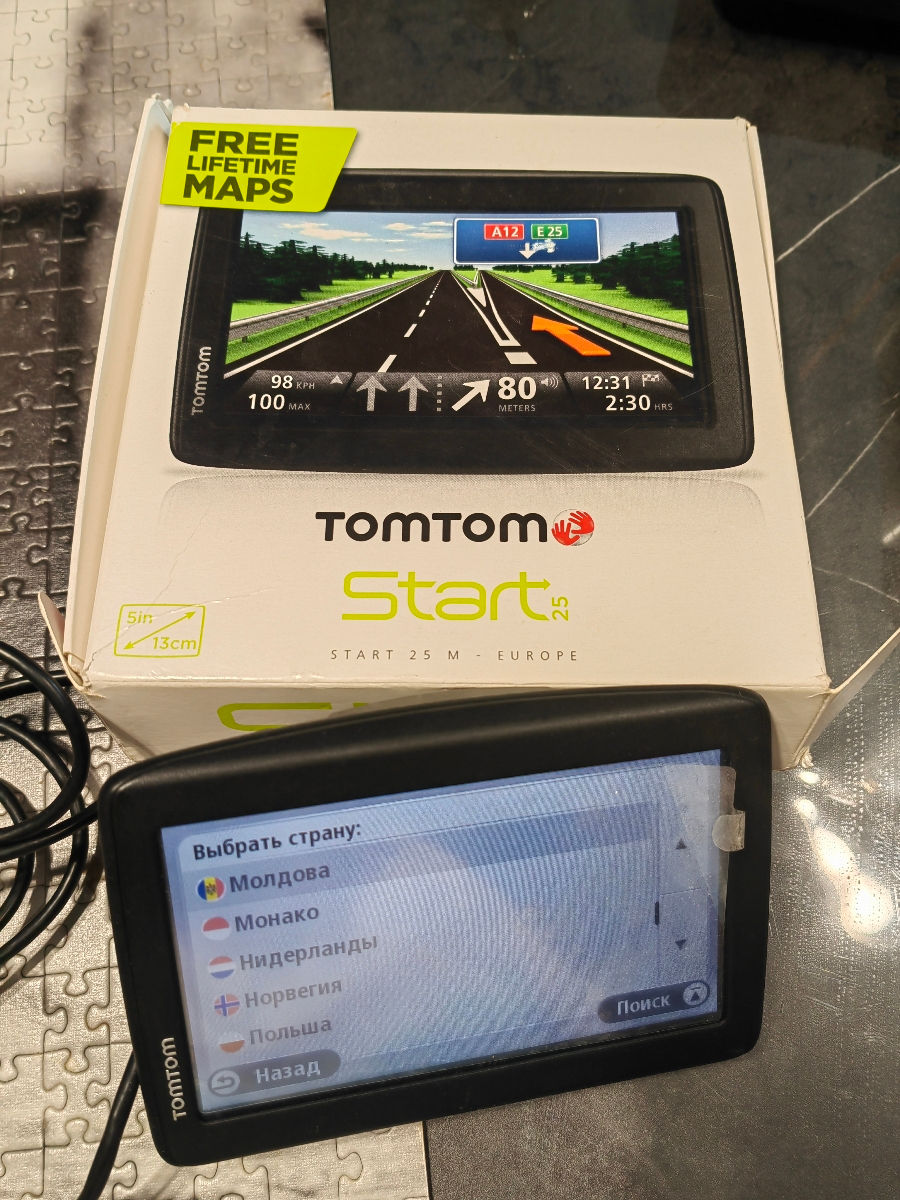 FREE
LIFETIME
MAPS
A12 E 25
TOMTOM
98 KPH
100 MAX
80
METERS
12:31
2:30 HRS
TOMTOM
Start 25
5in
13cm
START 25 M - EUROPE
Выбрать страну:
Молдова
Монако
Нидерланды
Норвегия
Польша
Поиск
Назад
TOMTOM